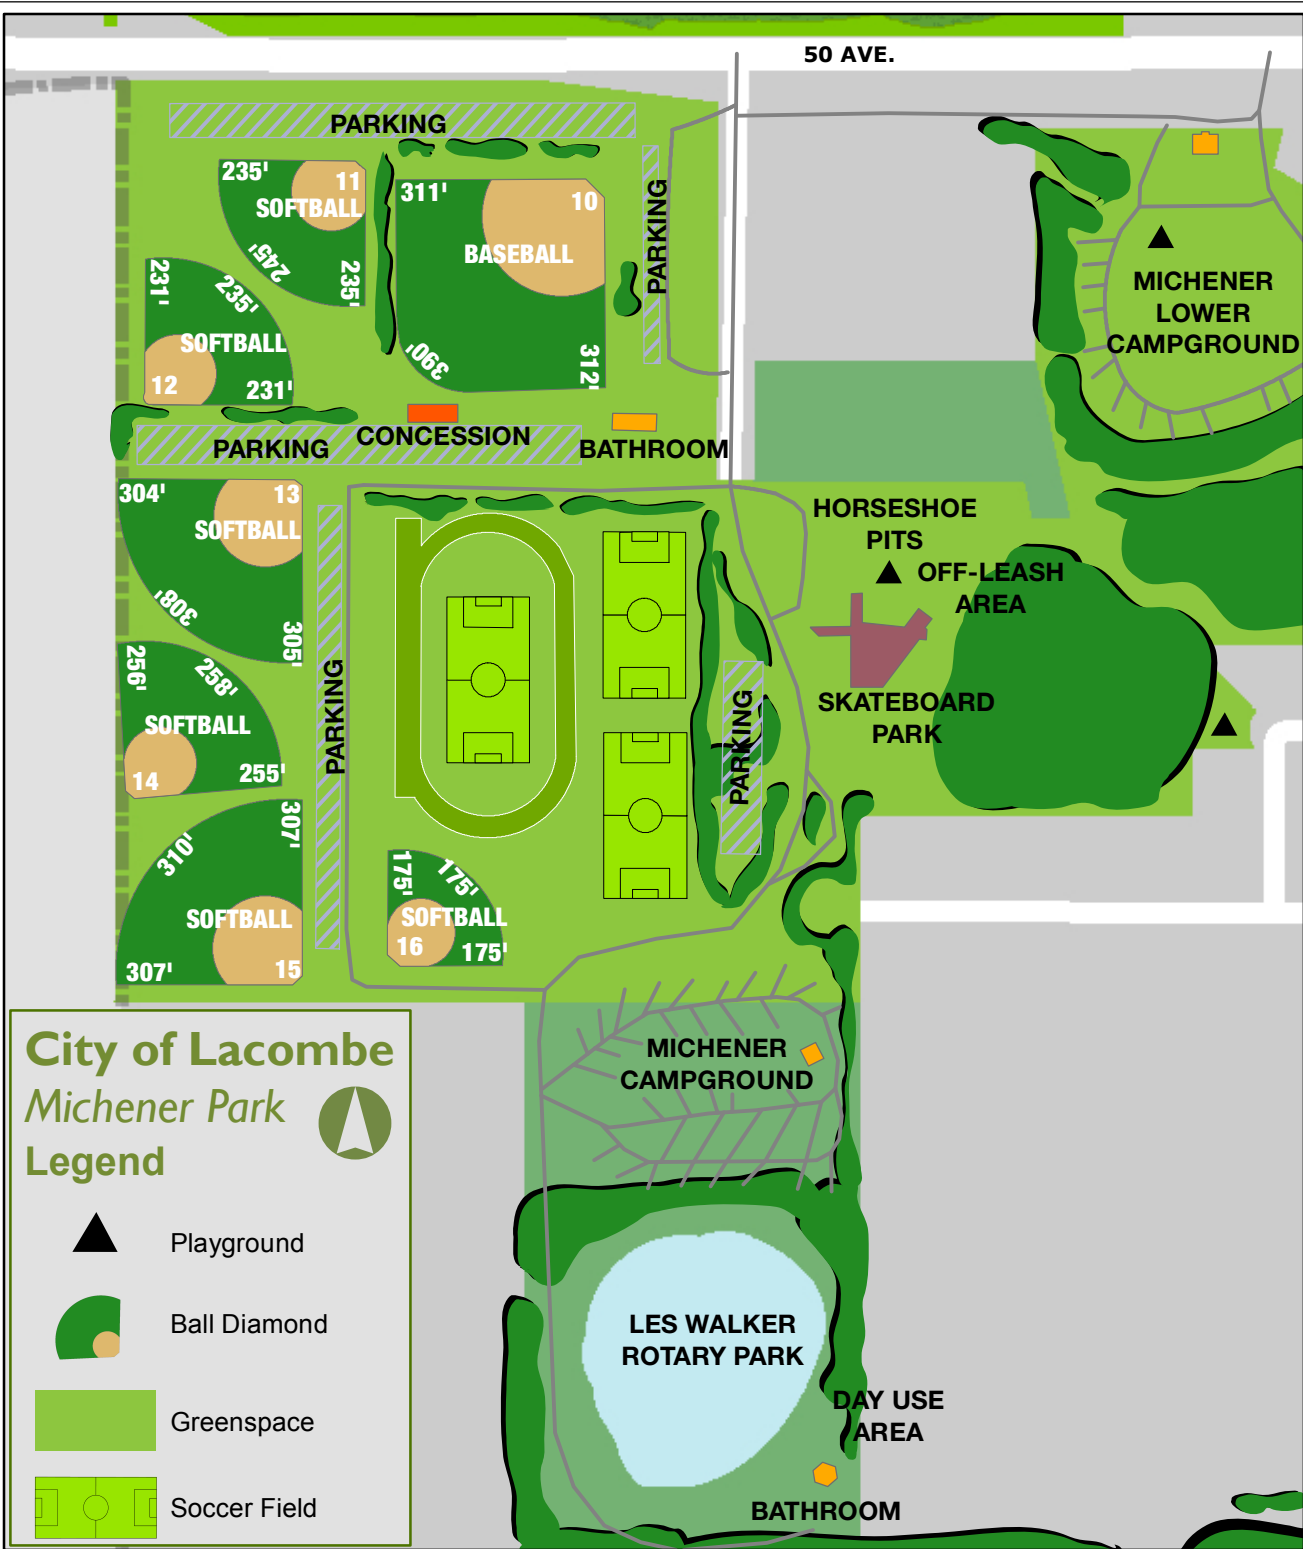 50 AVE.
PARKING
235'
11
SOFTBALL
245'
235'
311'
10
BASEBALL
390'
312'
PARKING
231'
235'
SOFTBALL
12
231'
MICHENER
LOWER
CAMPGROUND
CONCESSION
PARKING
BATHROOM
304'
13
SOFTBALL
308'
305'
HORSESHOE
PITS
OFF-LEASH
AREA
256'
258'
SOFTBALL
14
255'
PARKING
PARKING
SKATEBOARD
PARK
307'
310'
SOFTBALL
307'
15
175'
175'
SOFTBALL
16
175'
MICHENER
CAMPGROUND
City of Lacombe
Michener Park
Legend
Playground
Ball Diamond
Greenspace
Soccer Field
LES WALKER
ROTARY PARK
DAY USE
AREA
BATHROOM